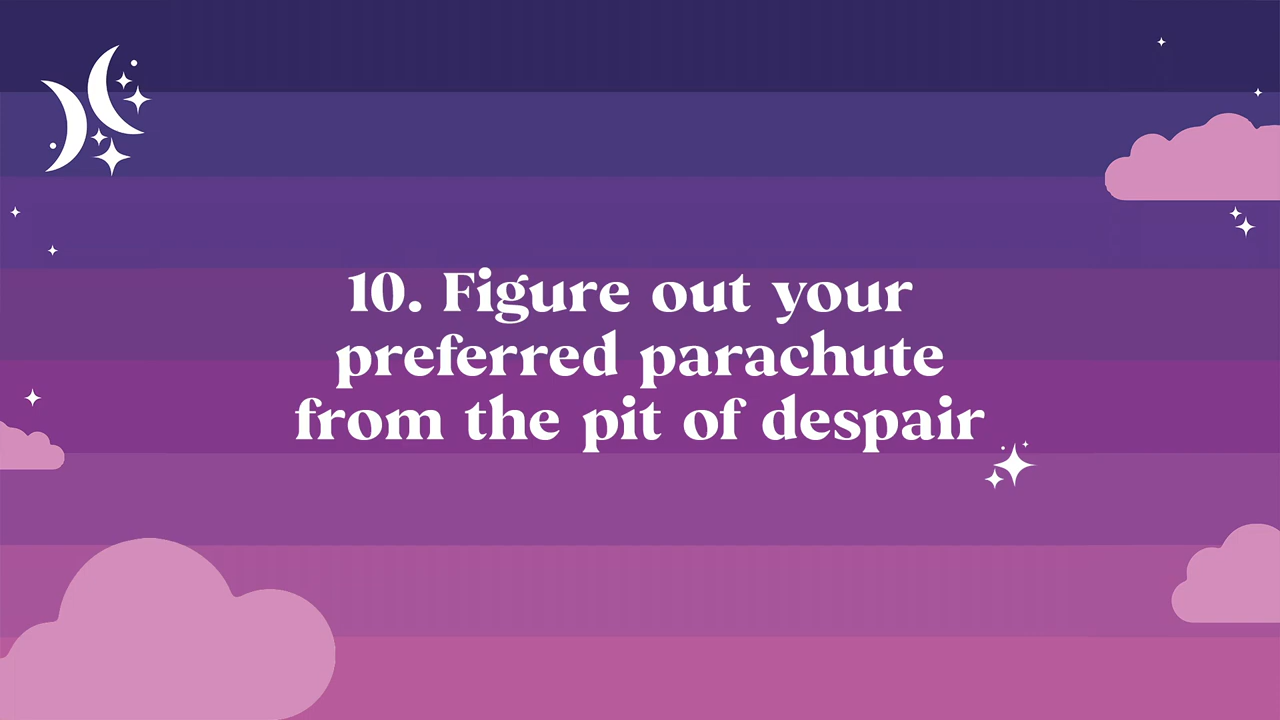 10. Figure out your
preferred parachute
from the pit of despair